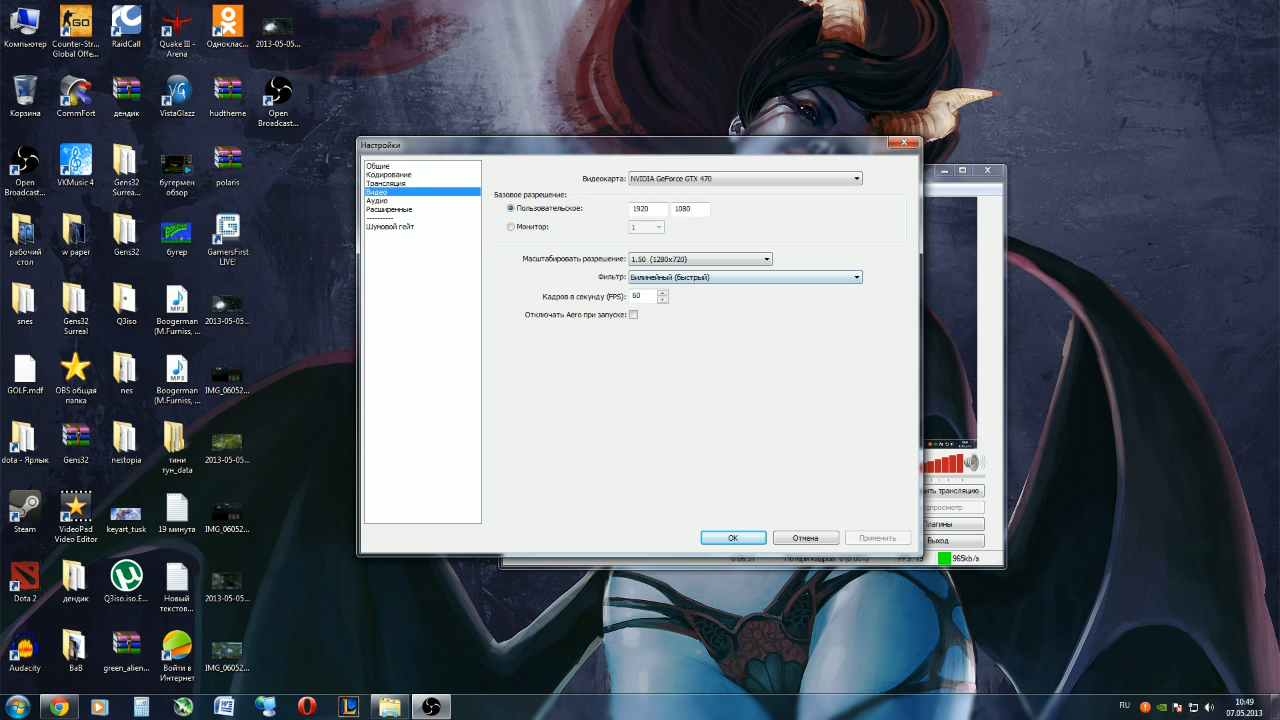 Компьютер
Counter-Str...
Global Offe...
RaidCall
Quake III -
Arena
Одноклас...
2013-05-05...
Корзина
CommFort
дендик
VistaGlazz
hudtheme
Open
Broadcast...
Open
Broadcast...
VKMusic 4
Gens32
Surreal
бугермен
обзор
polaris
рабочий
стол
w paper
Gens32
бугер
GamersFirst
LIVE!
snes
Gens32
Surreal
Q3iso
Boogerman
(M.Furniss, ...
2013-05-05...
GOLF.mdf
OBS общая
папка
nes
Boogerman
(M.Furniss, ...
IMG_06052...
dota - Ярлык
Gens32
nestopia
тини
тун_data
2013-05-05...
Steam
VideoPad
Video Editor
keyart_tusk
19 минута
IMG_06052...
Dota 2
дендик
Q3iso.iso.E...
Новый
текстово...
2013-05-05...
Audacity
BaB
green_alien...
Войти в
Интернет
IMG_06052...
Настройки
Общие
Кодирование
Трансляция
Видео
Аудио
Расширенные
----------
Шумовой гейт
Видеокарта: NVIDIA GeForce GTX 470
Базовое разрешение:
Пользовательское: 1920 1080
Монитор: 1
Масштабировать разрешение: 1.50 (1280x720)
Фильтр: Билинейный (быстрый)
Кадров в секунду (FPS): 60
Отключать Aero при запуске:
OK Отмена Применить
трансляцию
Плагины
Выход
965kb/s
RU
10:49
07.05.2013